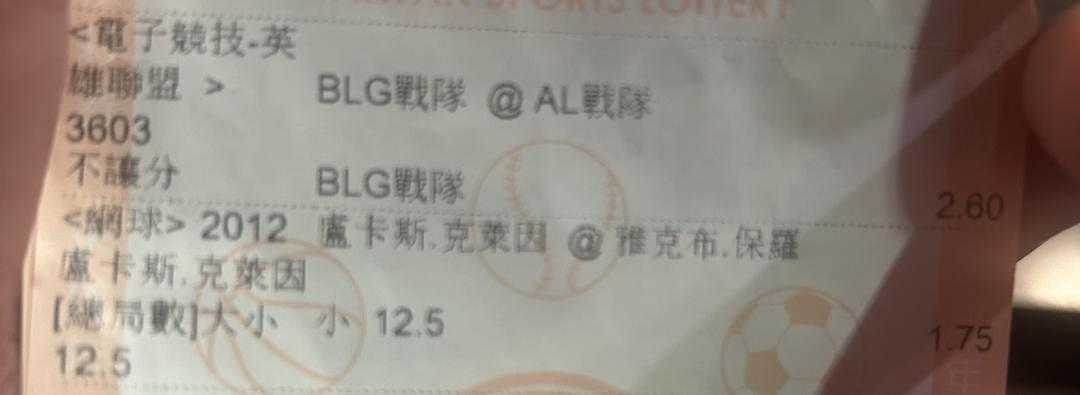 SPORTS LOTTERY
<電子競技-英
雄聯盟 > BLG戰隊 @ AL戰隊
3603
不讓分 BLG戰隊 2.60
<網球> 2012 盧卡斯.克萊因 @ 雅克布.保羅
盧卡斯.克萊因
[總局數]大小 小 12.5 1.75
12.5
年